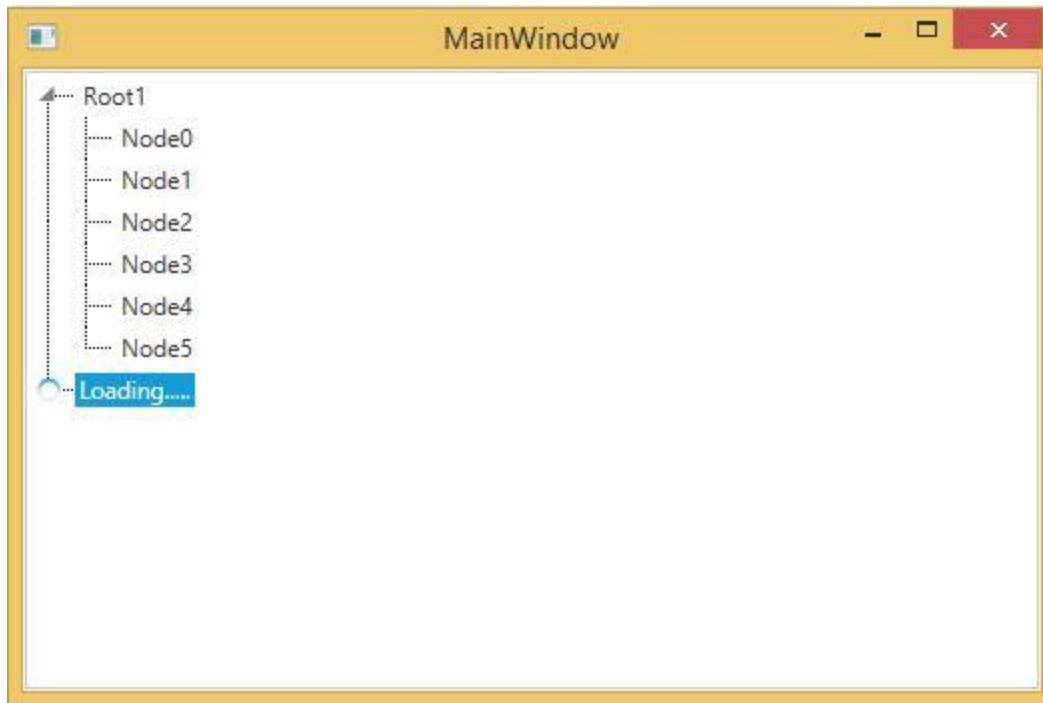 MainWindow
Root1
Node0
Node1
Node2
Node3
Node4
Node5
Loading.....